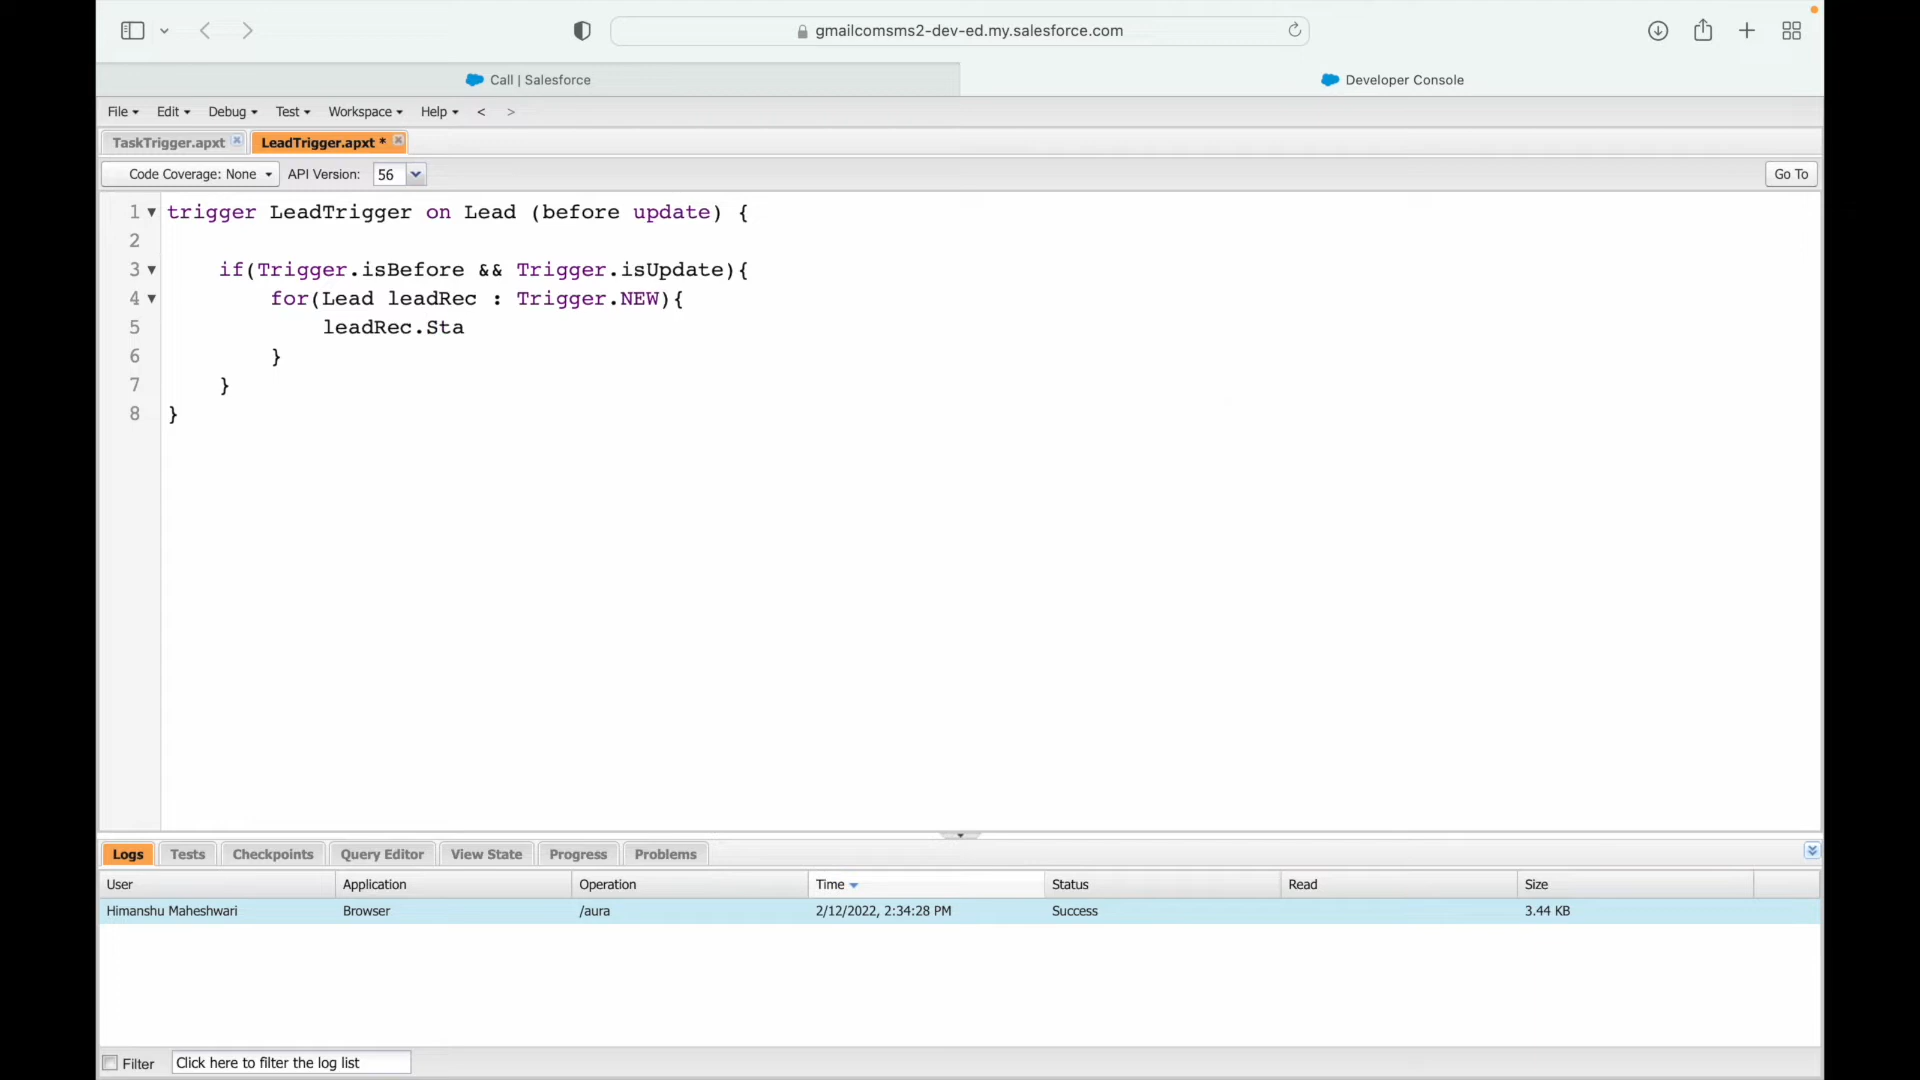 gmailcomsms2-dev-ed.my.salesforce.com
Call | Salesforce
Developer Console
File Edit Debug Test Workspace Help < >
TaskTrigger.apxt LeadTrigger.apxt *
Code Coverage: None API Version: 56 Go To
1 trigger LeadTrigger on Lead (before update) {
2
3 if(Trigger.isBefore && Trigger.isUpdate){
4 for(Lead leadRec : Trigger.NEW){
5 leadRec.Sta
6 }
7 }
8 }
Logs Tests Checkpoints Query Editor View State Progress Problems
User Application Operation Time Status Read Size
Himanshu Maheshwari Browser /aura 2/12/2022, 2:34:28 PM Success 3.44 KB
Filter Click here to filter the log list